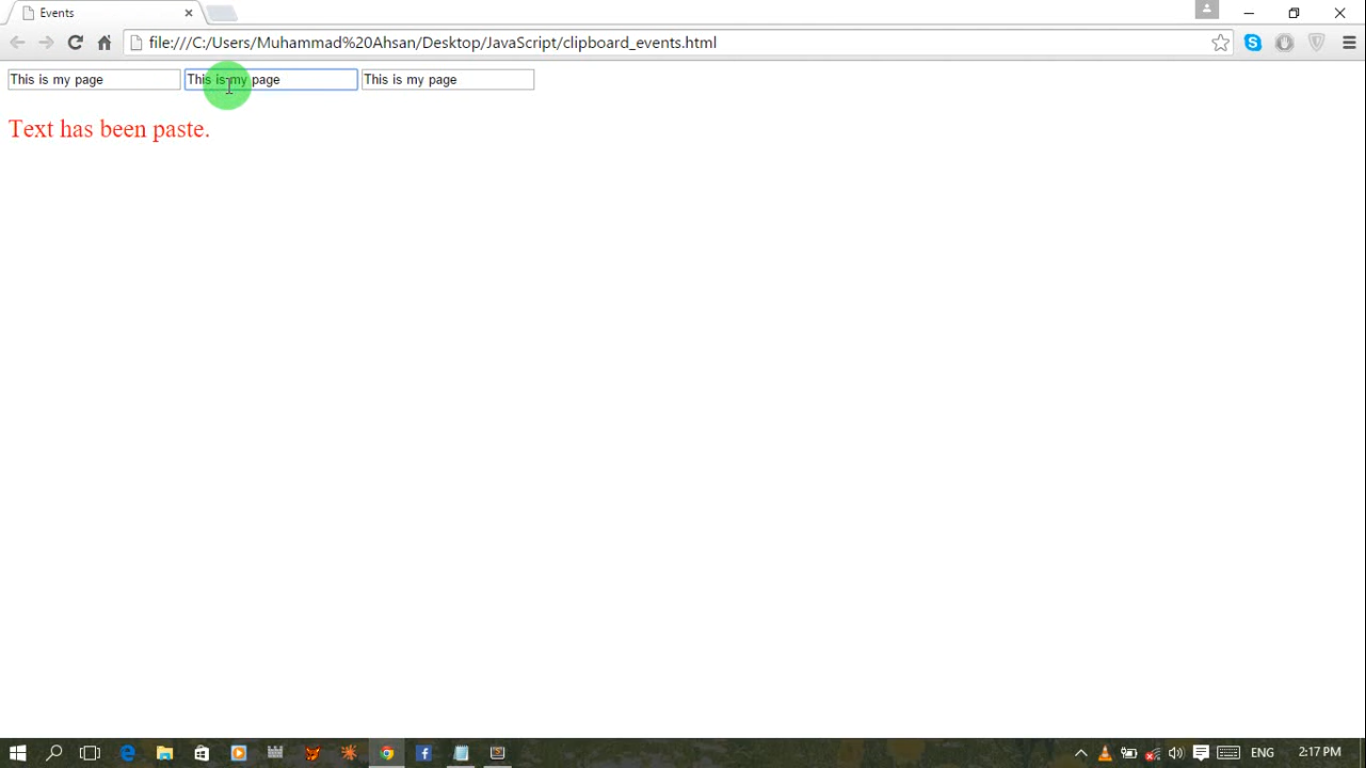 Events
file:///C:/Users/Muhammad%20Ahsan/Desktop/JavaScript/clipboard_events.html
This is my page This is my page This is my page
Text has been paste.
ENG 2:17 PM